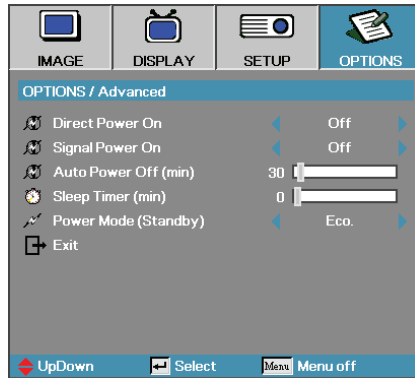 IMAGE DISPLAY SETUP OPTIONS
OPTIONS / Advanced
Direct Power On Off
Signal Power On Off
Auto Power Off (min) 30
Sleep Timer (min) 0
Power Mode (Standby) Eco.
Exit
UpDown Select Menu Menu off